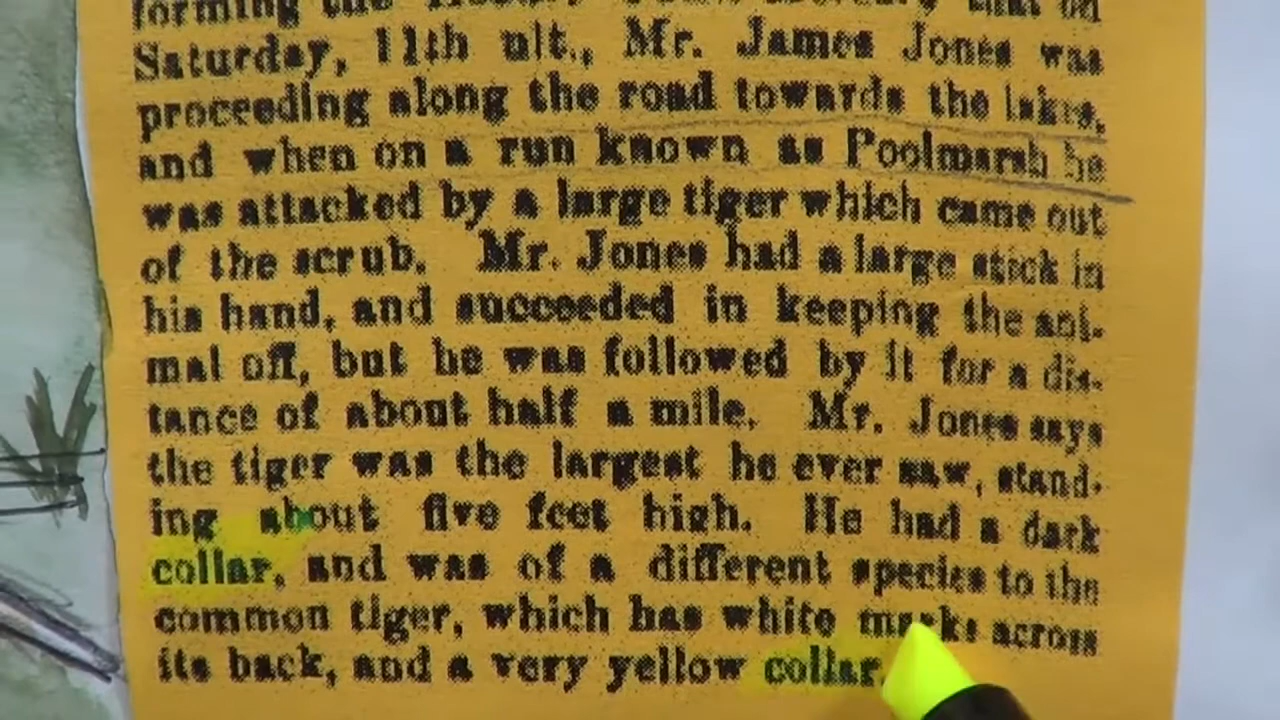 forming the
Saturday, 11th ult., Mr. James Jones was
proceeding along the road towards the lakes,
and when on a run known as Poolmarsh he
was attacked by a large tiger which came out
of the scrub. Mr. Jones had a large stick in
his hand, and succeeded in keeping the ani-
mal off, but he was followed by it for a dis-
tance of about half a mile. Mr. Jones says
the tiger was the largest he ever saw, stand-
ing about five feet high. He had a dark
collar, and was of a different species to the
common tiger, which has white marks across
its back, and a very yellow collar.